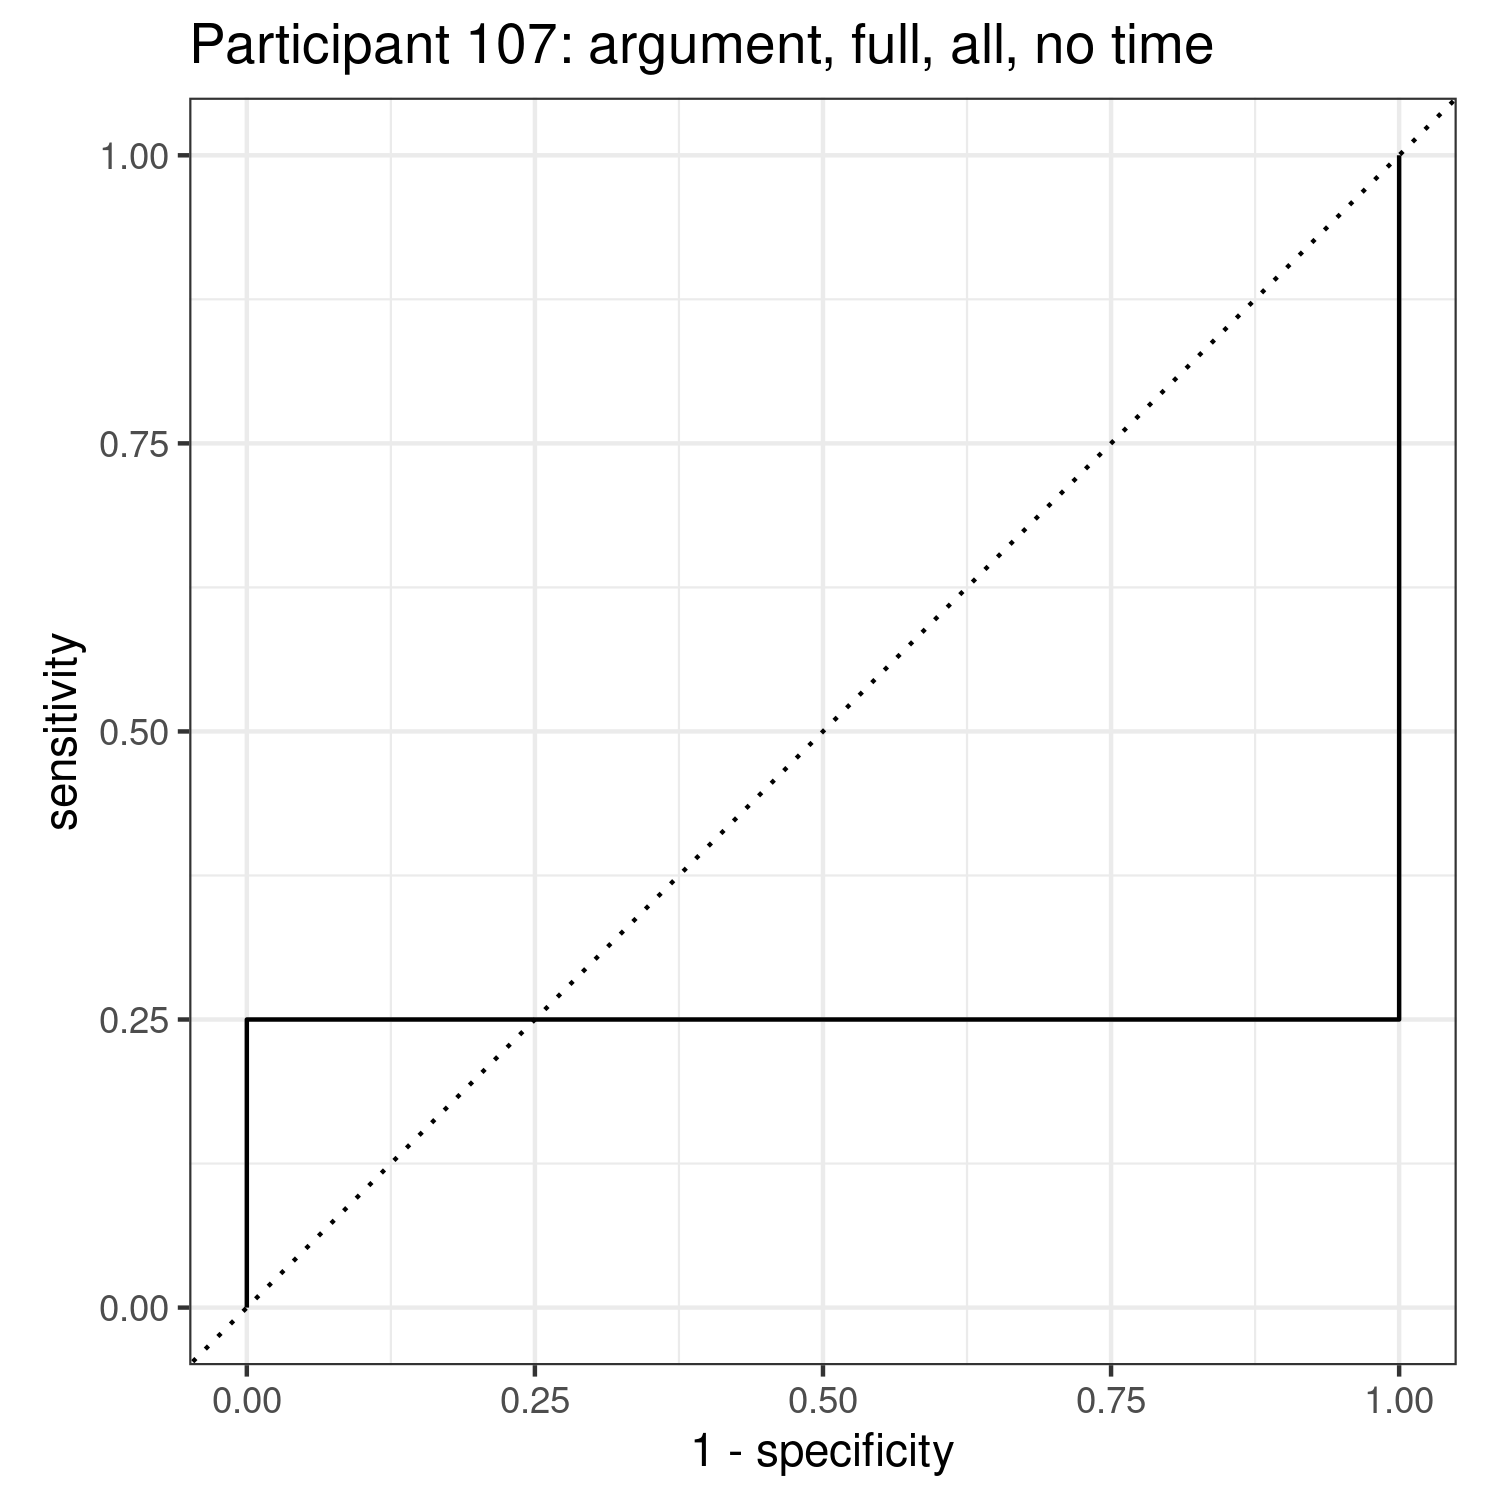 Participant 107: argument, full, all, no time
1.00
0.75
0.50
0.25
0.00
sensitivity
0.00 0.25 0.50 0.75 1.00
1 - specificity